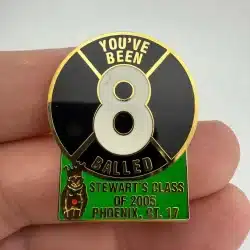 YOU'VE
BEEN
8
BALLED
STEWART'S CLASS
OF 2005
PHOENIX, CT. 17